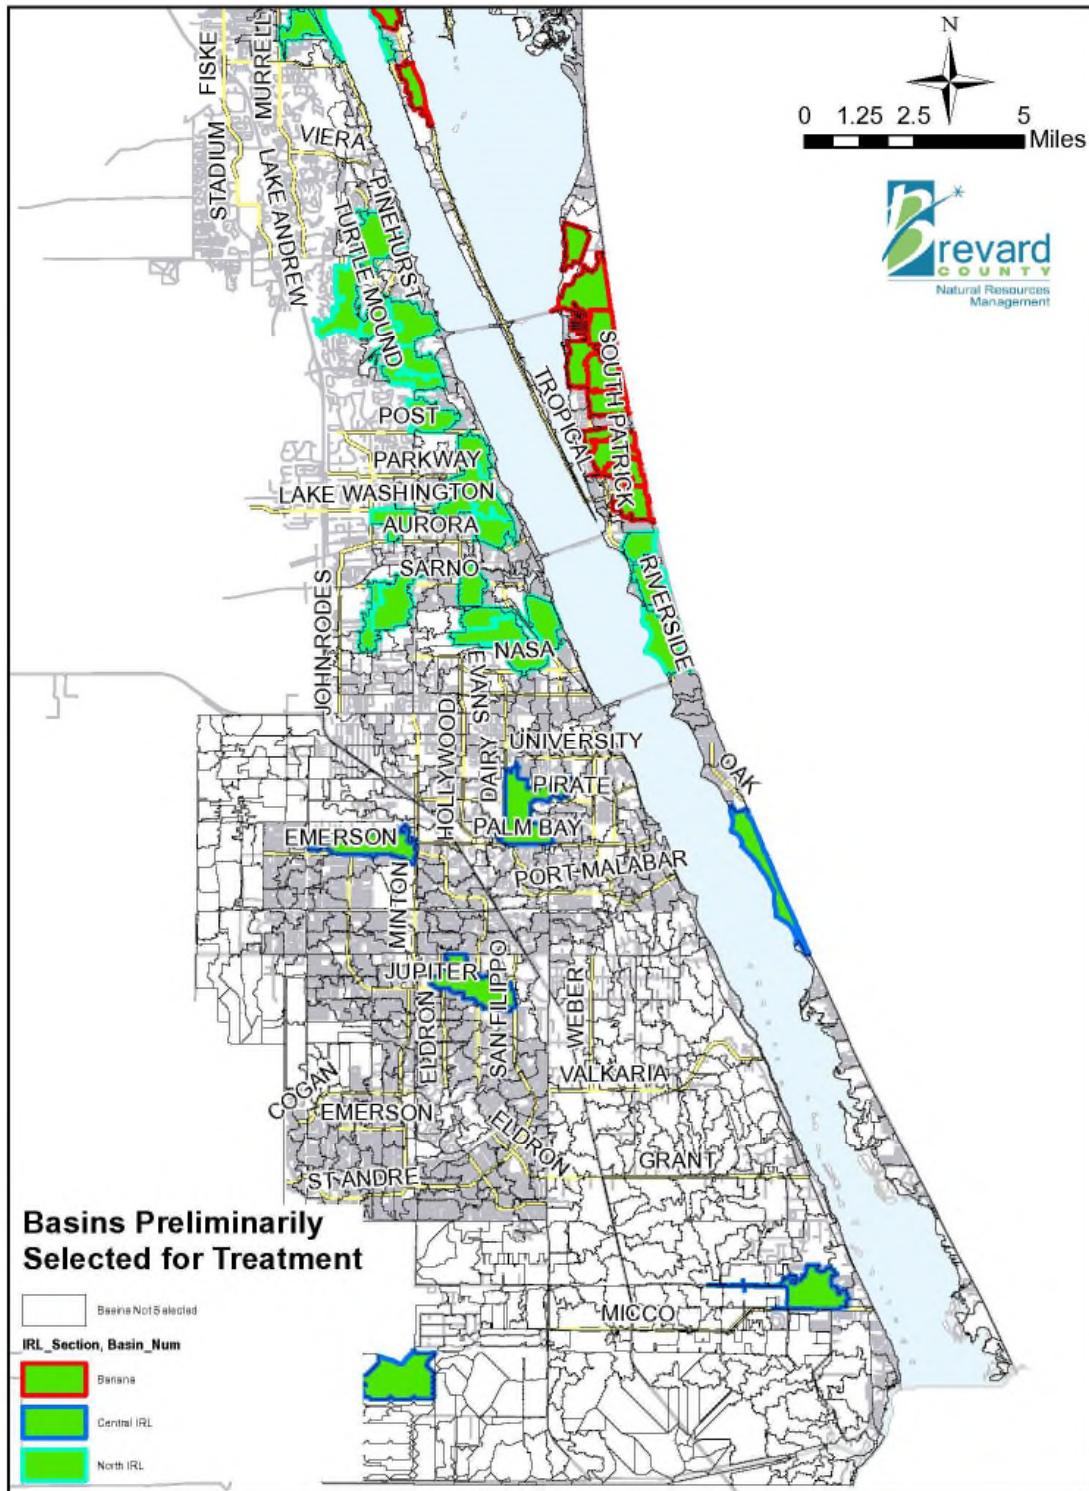 N
0 1.25 2.5 5
Miles
Brevard
COUNTY
Natural Resources
Management
FISKE
MURRELL
STADIUM
VIERA
LAKE ANDREW
PINEHURST
TURTLE MOUND
TROPICAL
SOUTH PATRICK
POST
PARKWAY
LAKE WASHINGTON
AURORA
SARNO
RIVERSIDE
JOHN RODES
NASA
EVANS
HOLLYWOOD
DAIRY
UNIVERSITY
OAK
PIRATE
PALM BAY
EMERSON
PORT MALABAR
MINTON
JUPITER
ELDRON
SAN FILIPPO
WEBER
VALKARIA
COGAN
EMERSON
ELDRON
GRANT
ST ANDRE
MICCO
Basins Preliminarily
Selected for Treatment
Basins Not Selected
IRL_Section, Basin_Num
Banana
Central IRL
North IRL